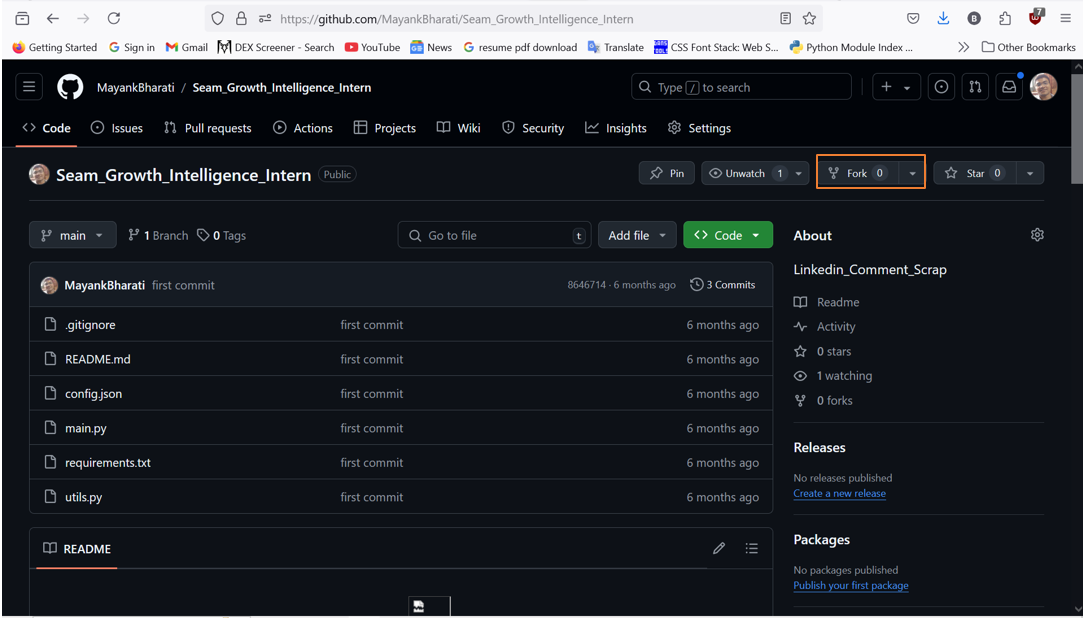 https://github.com/MayankBharati/Seam_Growth_Intelligence_Intern
7
B
Getting Started Sign in Gmail DEX Screener - Search YouTube News resume pdf download Translate CSS Font Stack: Web S... Python Module Index ... Other Bookmarks
MayankBharati / Seam_Growth_Intelligence_Intern
Type / to search
Code Issues Pull requests Actions Projects Wiki Security Insights Settings
Seam_Growth_Intelligence_Intern Public
Pin Unwatch 1 Fork 0 Star 0
main 1 Branch 0 Tags
Go to file t
Add file Code
About
Linkedin_Comment_Scrap
MayankBharati first commit 8646714 · 6 months ago 3 Commits
.gitignore first commit 6 months ago
README.md first commit 6 months ago
config.json first commit 6 months ago
main.py first commit 6 months ago
requirements.txt first commit 6 months ago
utils.py first commit 6 months ago
README
Readme
Activity
0 stars
1 watching
0 forks
Releases
No releases published
Create a new release
Packages
No packages published
Publish your first package